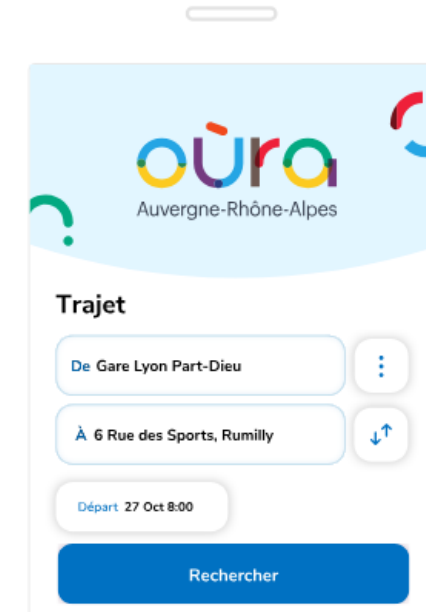 oùra
Auvergne-Rhône-Alpes
Trajet
De Gare Lyon Part-Dieu
À 6 Rue des Sports, Rumilly
Départ 27 Oct 8:00
Rechercher